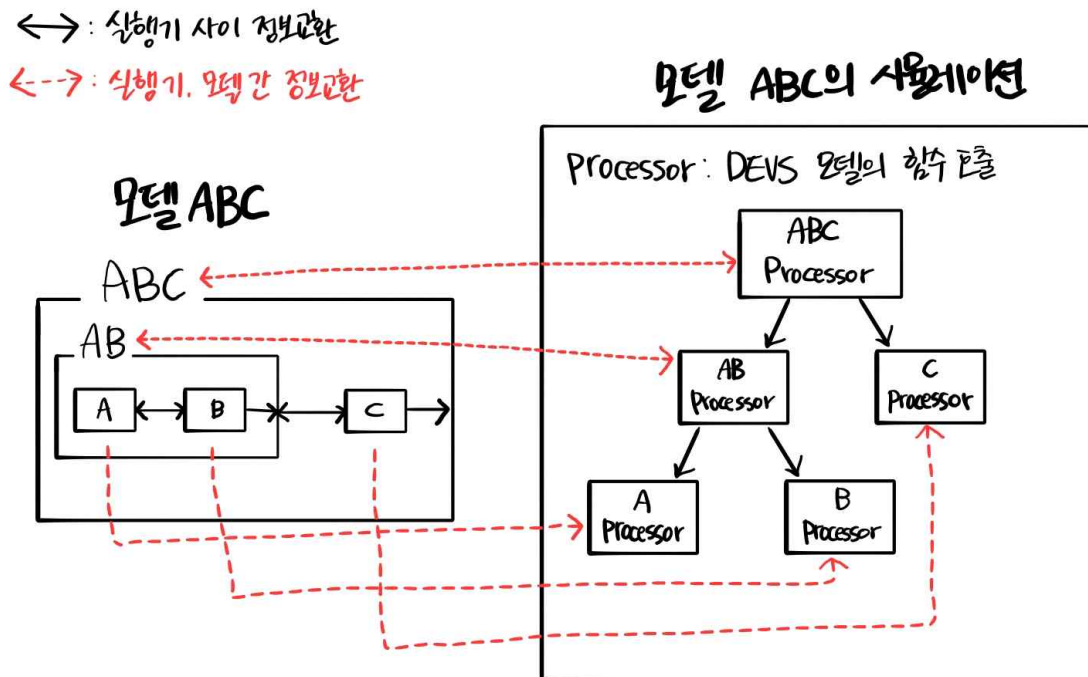 ↔ : 실행기 사이 정보교환
↔ : 실행기, 모델 간 정보교환
모델 ABC의 시뮬레이션
processor : DEVS 모델의 함수 호출
모델 ABC
ABC
AB
A
B
C
ABC
Processor
AB
Processor
C
Processor
A
Processor
B
Processor